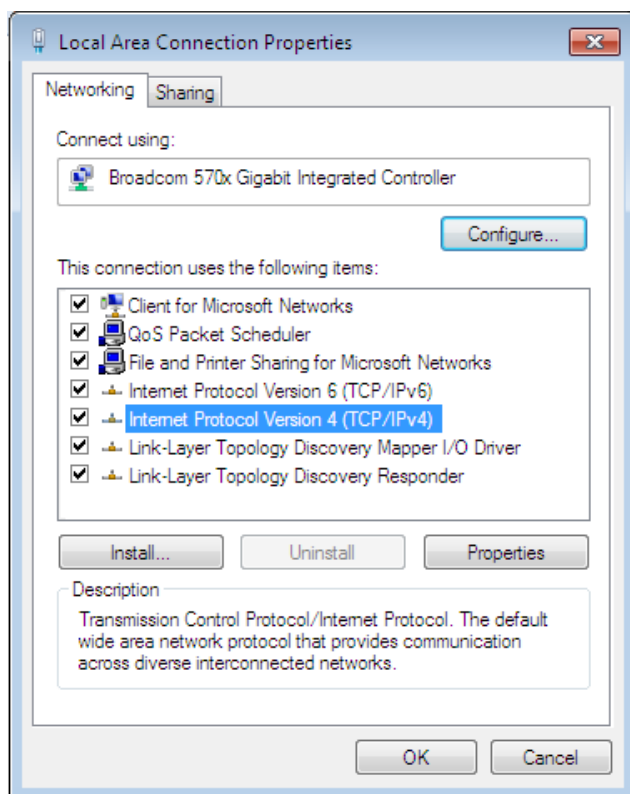 Local Area Connection Properties
Networking
Sharing
Connect using:
Broadcom 570x Gigabit Integrated Controller
Configure...
This connection uses the following items:
Client for Microsoft Networks
QoS Packet Scheduler
File and Printer Sharing for Microsoft Networks
Internet Protocol Version 6 (TCP/IPv6)
Internet Protocol Version 4 (TCP/IPv4)
Link-Layer Topology Discovery Mapper I/O Driver
Link-Layer Topology Discovery Responder
Install...
Uninstall
Properties
Description
Transmission Control Protocol/Internet Protocol. The default
wide area network protocol that provides communication
across diverse interconnected networks.
OK
Cancel